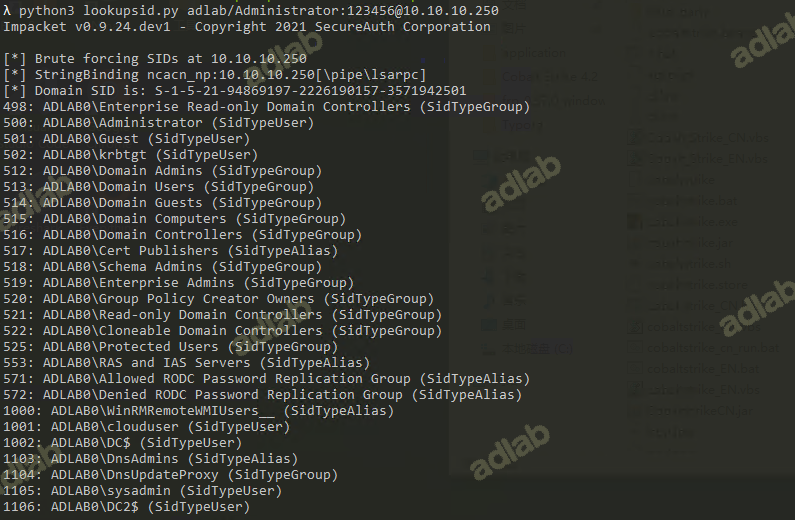 λ python3 lookupsid.py adlab/Administrator:123456@10.10.10.250
Impacket v0.9.24.dev1 - Copyright 2021 SecureAuth Corporation
[*] Brute forcing SIDs at 10.10.10.250
[*] StringBinding ncacn_np:10.10.10.250[\pipe\lsarpc]
[*] Domain SID is: S-1-5-21-94869197-2226190157-3571942501
498: ADLAB0\Enterprise Read-only Domain Controllers (SidTypeGroup)
500: ADLAB0\Administrator (SidTypeUser)
501: ADLAB0\Guest (SidTypeUser)
502: ADLAB0\krbtgt (SidTypeUser)
512: ADLAB0\Domain Admins (SidTypeGroup)
513: ADLAB0\Domain Users (SidTypeGroup)
514: ADLAB0\Domain Guests (SidTypeGroup)
515: ADLAB0\Domain Computers (SidTypeGroup)
516: ADLAB0\Domain Controllers (SidTypeGroup)
517: ADLAB0\Cert Publishers (SidTypeAlias)
518: ADLAB0\Schema Admins (SidTypeGroup)
519: ADLAB0\Enterprise Admins (SidTypeGroup)
520: ADLAB0\Group Policy Creator Owners (SidTypeGroup)
521: ADLAB0\Read-only Domain Controllers (SidTypeGroup)
522: ADLAB0\Cloneable Domain Controllers (SidTypeGroup)
525: ADLAB0\Protected Users (SidTypeGroup)
553: ADLAB0\RAS and IAS Servers (SidTypeAlias)
571: ADLAB0\Allowed RODC Password Replication Group (SidTypeAlias)
572: ADLAB0\Denied RODC Password Replication Group (SidTypeAlias)
1000: ADLAB0\WinRMRemoteWMIUsers__ (SidTypeAlias)
1001: ADLAB0\clouduser (SidTypeUser)
1002: ADLAB0\DC$ (SidTypeUser)
1103: ADLAB0\DnsAdmins (SidTypeAlias)
1104: ADLAB0\DnsUpdateProxy (SidTypeGroup)
1105: ADLAB0\sysadmin (SidTypeUser)
1106: ADLAB0\DC2$ (SidTypeUser)
adlab
adlab
adlab
adlab
adlab
adlab
adlab
adlab